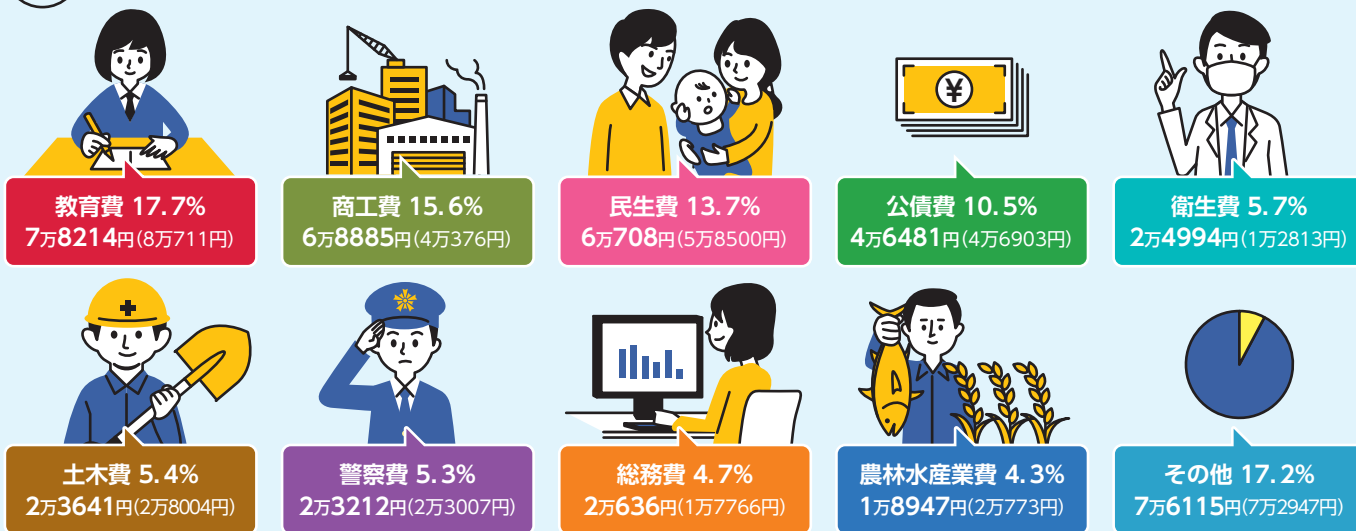 ¥
教育費 17.7%
7万8214円(8万711円)
商工費 15.6%
6万8885円(4万376円)
民生費 13.7%
6万708円(5万8500円)
公債費 10.5%
4万6481円(4万6903円)
衛生費 5.7%
2万4994円(1万2813円)
土木費 5.4%
2万3641円(2万8004円)
警察費 5.3%
2万3212円(2万3007円)
総務費 4.7%
2万636円(1万7766円)
農林水産業費 4.3%
1万8947円(2万773円)
その他 17.2%
7万6115円(7万2947円)